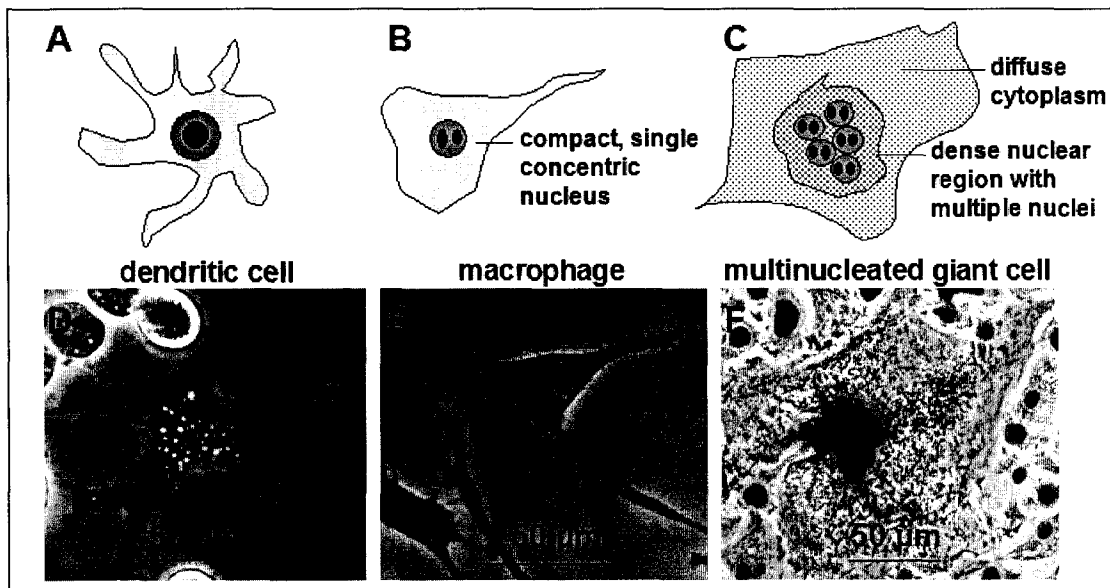 A
B
C
diffuse
cytoplasm
compact, single
concentric
nucleus
dense nuclear
region with
multiple nuclei
dendritic cell
macrophage
multinucleated giant cell
D
F
50 µm